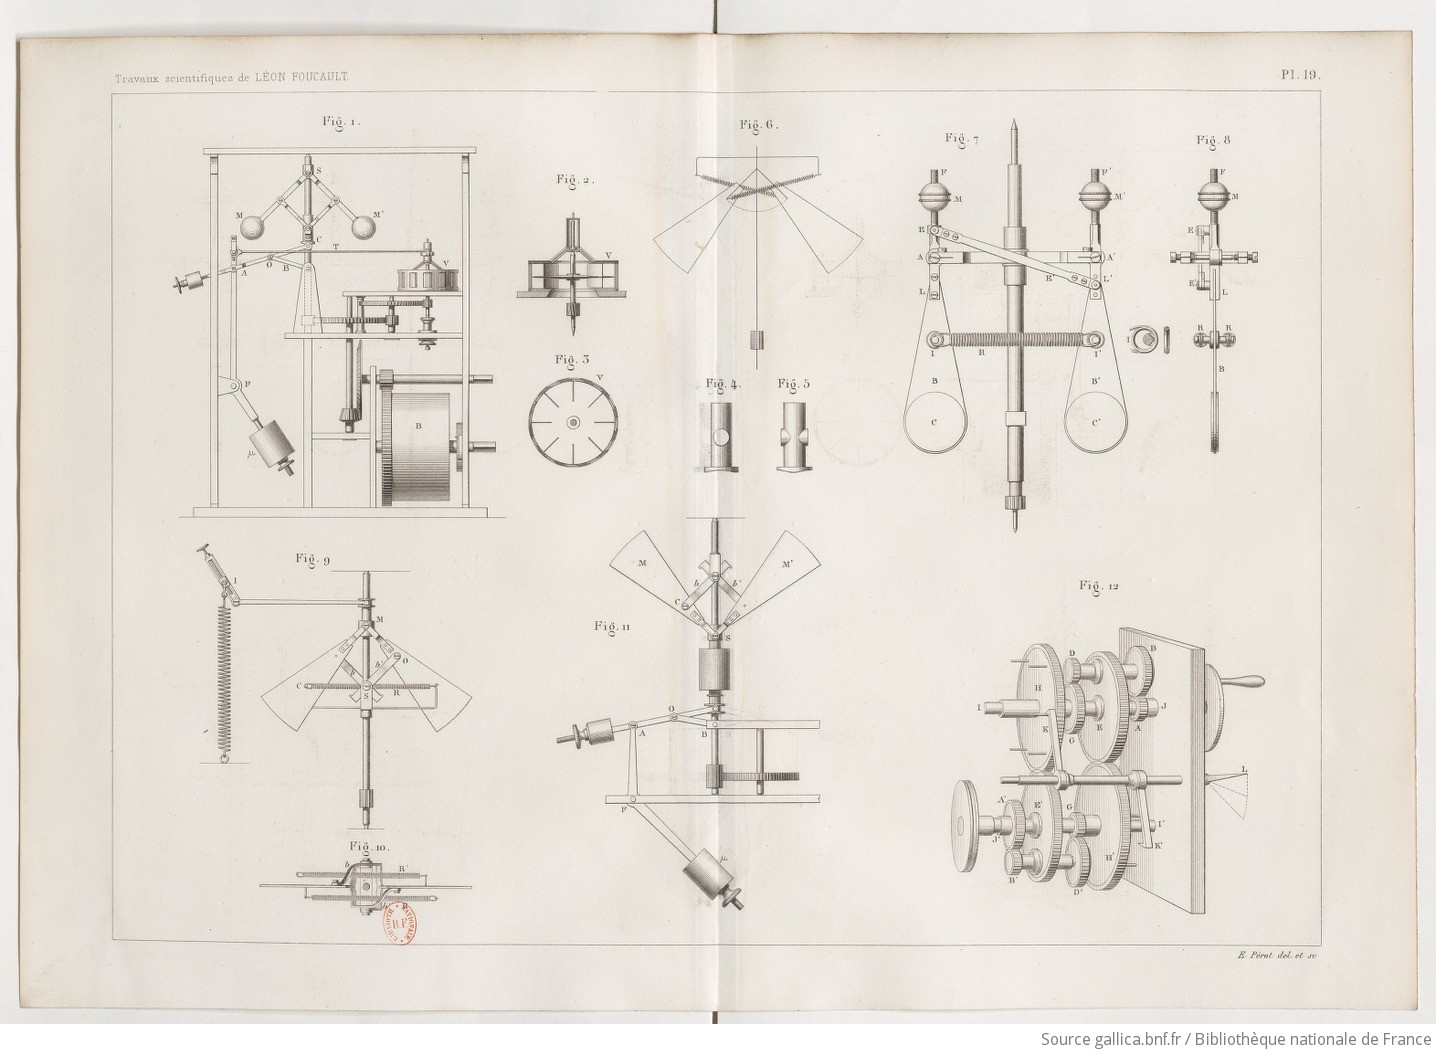 Travaux scientifiques de LÉON FOUCAULT.
Pl. 19.
Fig. 1.
S
M
M'
C
T
A
O
B
V
F
B
μ
Fig. 2.
V
Fig. 3
V
Fig. 4.
Fig. 5
Fig. 6.
Fig. 7
F
F'
M
M'
E
A
A'
B'
L'
L
I
R
I'
B
B'
C
C'
I
Fig. 8
F
M
E
E'
L
R
R
B
Fig. 9
I
M
O
b'
b
C
S
R
Fig. 10.
b
R'
b'
R
BIBLIOTH NATIONALE
R.F.
Fig. 11
M
M'
b
b'
C
S
O
A
B
F
μ
Fig. 12
D
B
H
I
J
K
G
E
A
L
A'
E'
G
J'
I'
K'
H'
B'
D'
E. Pérot del. et sc
Source gallica.bnf.fr / Bibliothèque nationale de France